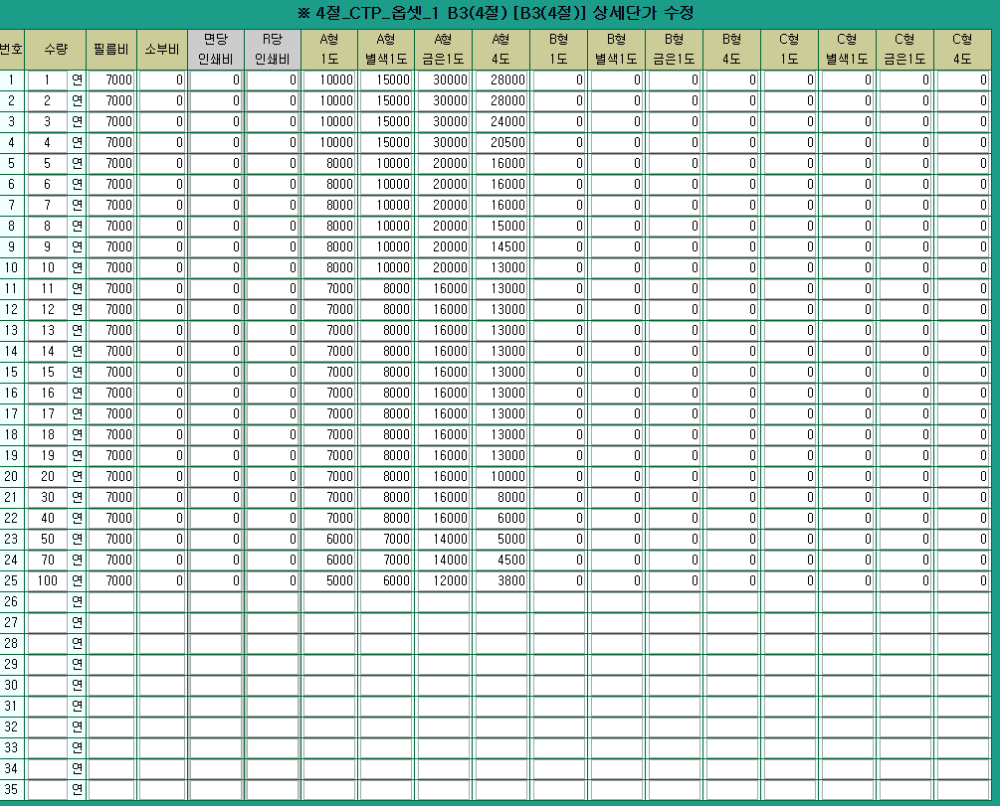 ※ 4절_CTP_옵셋_1 B3(4절) [B3(4절)] 상세단가 수정
번호 수량 필름비 소부비 면당 인쇄비 R당 인쇄비 A형 1도 A형 별색1도 A형 금은1도 A형 4도 B형 1도 B형 별색1도 B형 금은1도 B형 4도 C형 1도 C형 별색1도 C형 금은1도 C형 4도
1 1 연 7000 0 0 0 10000 15000 30000 28000 0 0 0 0 0 0 0 0
2 2 연 7000 0 0 0 10000 15000 30000 28000 0 0 0 0 0 0 0 0
3 3 연 7000 0 0 0 10000 15000 30000 24000 0 0 0 0 0 0 0 0
4 4 연 7000 0 0 0 10000 15000 30000 20500 0 0 0 0 0 0 0 0
5 5 연 7000 0 0 0 8000 10000 20000 16000 0 0 0 0 0 0 0 0
6 6 연 7000 0 0 0 8000 10000 20000 16000 0 0 0 0 0 0 0 0
7 7 연 7000 0 0 0 8000 10000 20000 16000 0 0 0 0 0 0 0 0
8 8 연 7000 0 0 0 8000 10000 20000 15000 0 0 0 0 0 0 0 0
9 9 연 7000 0 0 0 8000 10000 20000 14500 0 0 0 0 0 0 0 0
10 10 연 7000 0 0 0 8000 10000 20000 13000 0 0 0 0 0 0 0 0
11 11 연 7000 0 0 0 7000 8000 16000 13000 0 0 0 0 0 0 0 0
12 12 연 7000 0 0 0 7000 8000 16000 13000 0 0 0 0 0 0 0 0
13 13 연 7000 0 0 0 7000 8000 16000 13000 0 0 0 0 0 0 0 0
14 14 연 7000 0 0 0 7000 8000 16000 13000 0 0 0 0 0 0 0 0
15 15 연 7000 0 0 0 7000 8000 16000 13000 0 0 0 0 0 0 0 0
16 16 연 7000 0 0 0 7000 8000 16000 13000 0 0 0 0 0 0 0 0
17 17 연 7000 0 0 0 7000 8000 16000 13000 0 0 0 0 0 0 0 0
18 18 연 7000 0 0 0 7000 8000 16000 13000 0 0 0 0 0 0 0 0
19 19 연 7000 0 0 0 7000 8000 16000 13000 0 0 0 0 0 0 0 0
20 20 연 7000 0 0 0 7000 8000 16000 10000 0 0 0 0 0 0 0 0
21 30 연 7000 0 0 0 7000 8000 16000 8000 0 0 0 0 0 0 0 0
22 40 연 7000 0 0 0 7000 8000 16000 6000 0 0 0 0 0 0 0 0
23 50 연 7000 0 0 0 6000 7000 14000 5000 0 0 0 0 0 0 0 0
24 70 연 7000 0 0 0 6000 7000 14000 4500 0 0 0 0 0 0 0 0
25 100 연 7000 0 0 0 5000 6000 12000 3800 0 0 0 0 0 0 0 0
26 연
27 연
28 연
29 연
30 연
31 연
32 연
33 연
34 연
35 연